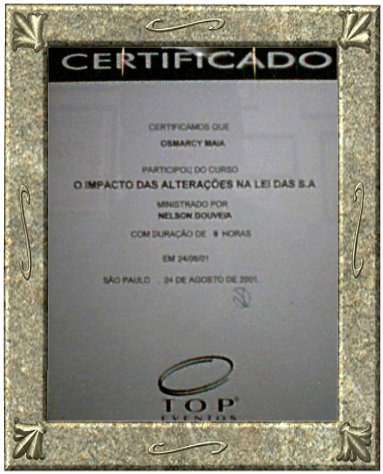 CERTIFICADO
CERTIFICAMOS QUE
OSMARCY MAIA
PARTICIPOU DO CURSO
O IMPACTO DAS ALTERAÇÕES NA LEI DAS S.A
MINISTRADO POR
NELSON GOUVEIA
COM DURAÇÃO DE 8 HORAS
EM 24/08/01
SÃO PAULO , 24 DE AGOSTO DE 2001.
TOP®
EVENTOS